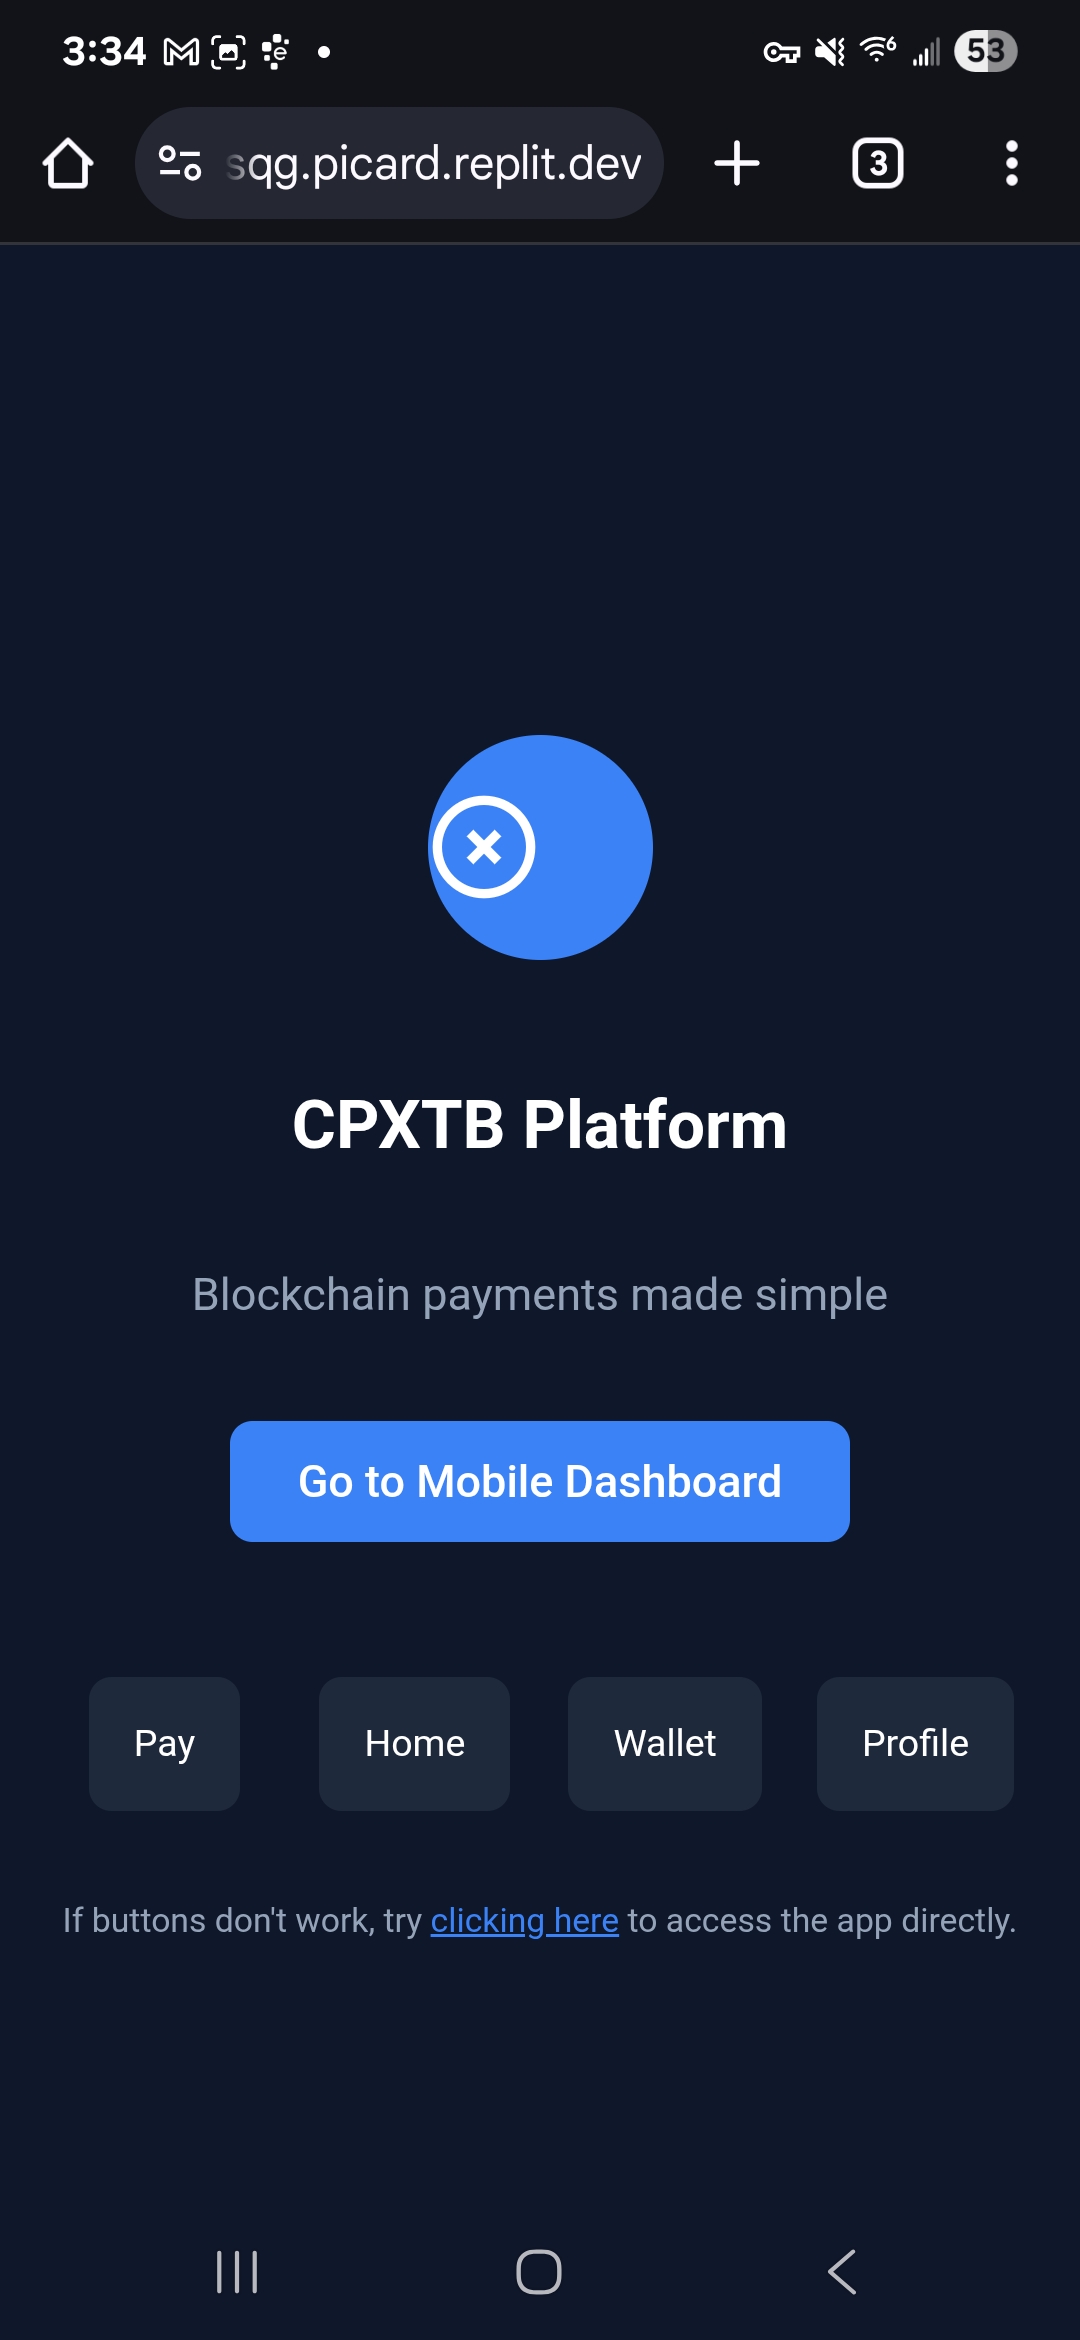 3:34
53
sqg.picard.replit.dev
3
CPXTB Platform
Blockchain payments made simple
Go to Mobile Dashboard
Pay Home Wallet Profile
If buttons don't work, try clicking here to access the app directly.